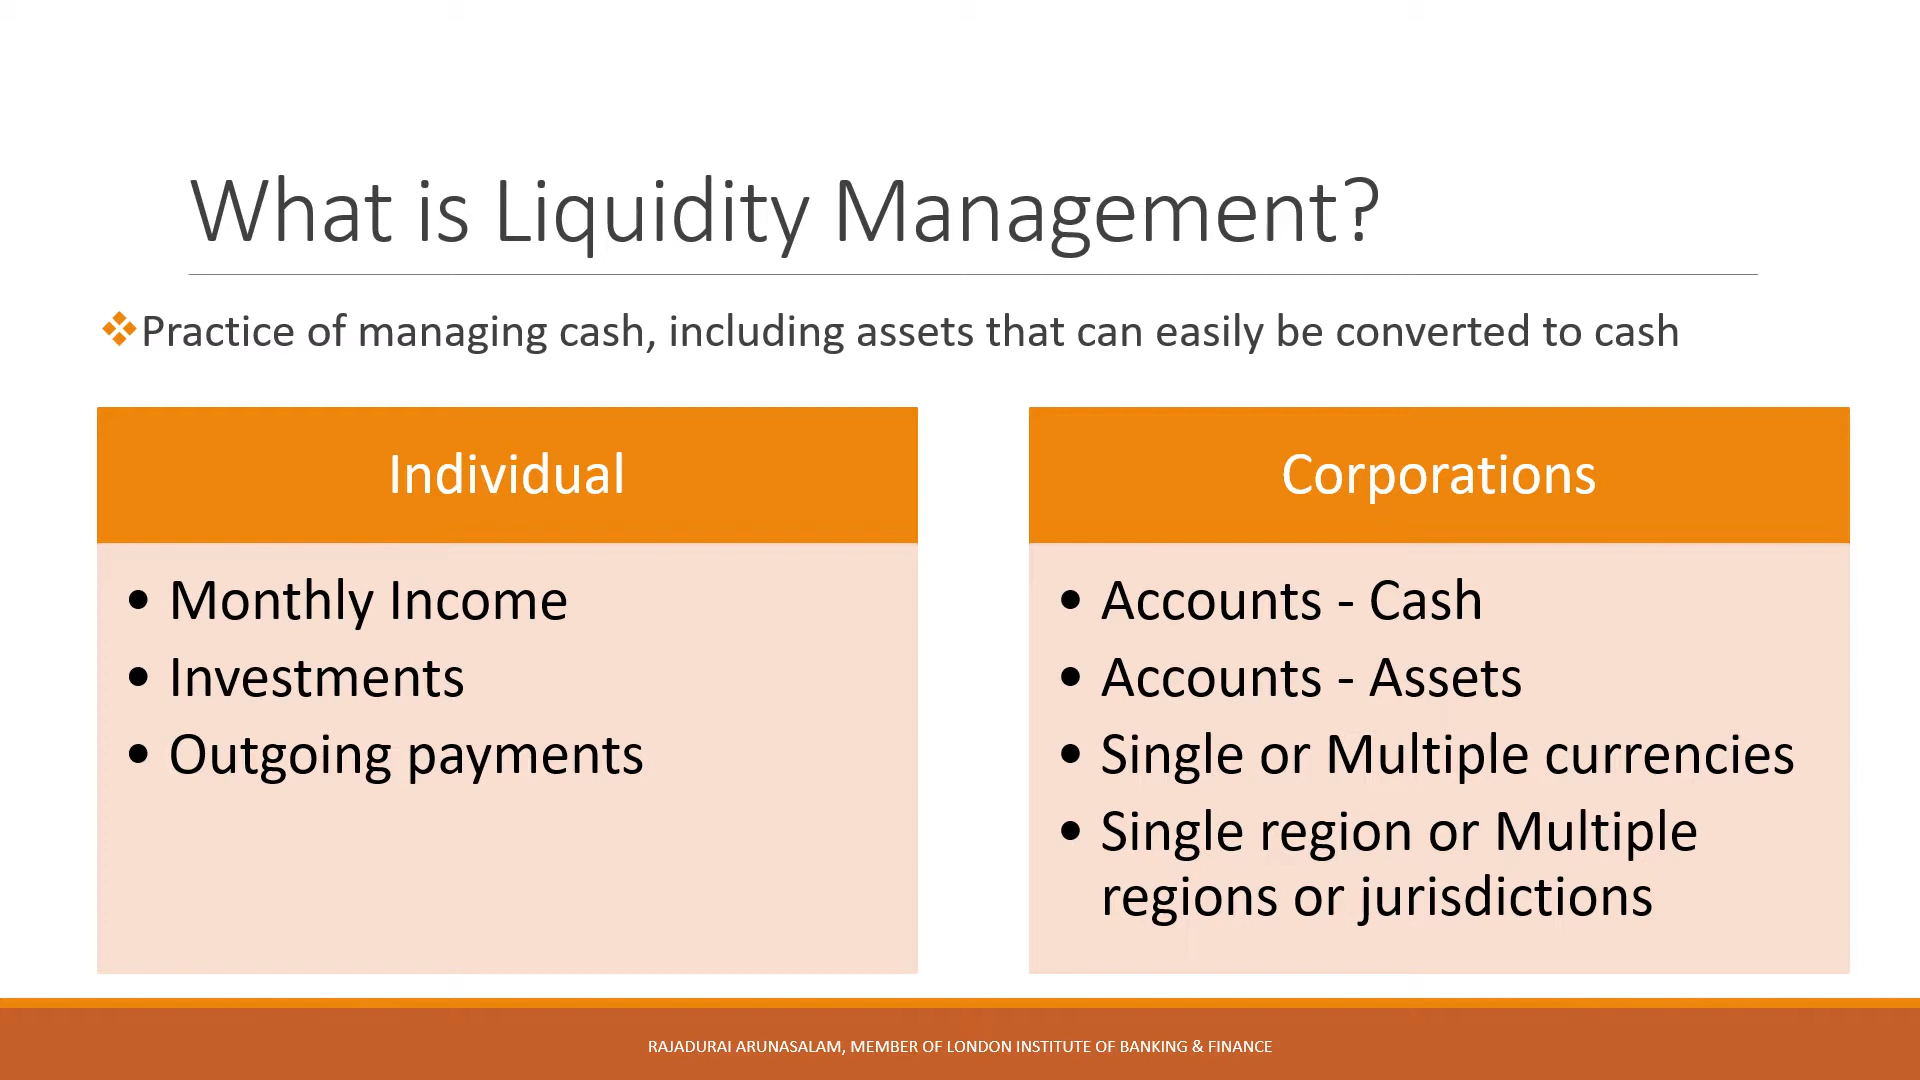 What is Liquidity Management?
❖Practice of managing cash, including assets that can easily be converted to cash
Individual
• Monthly Income
• Investments
• Outgoing payments
Corporations
• Accounts - Cash
• Accounts - Assets
• Single or Multiple currencies
• Single region or Multiple
regions or jurisdictions
RAJADURAI ARUNASALAM, MEMBER OF LONDON INSTITUTE OF BANKING & FINANCE